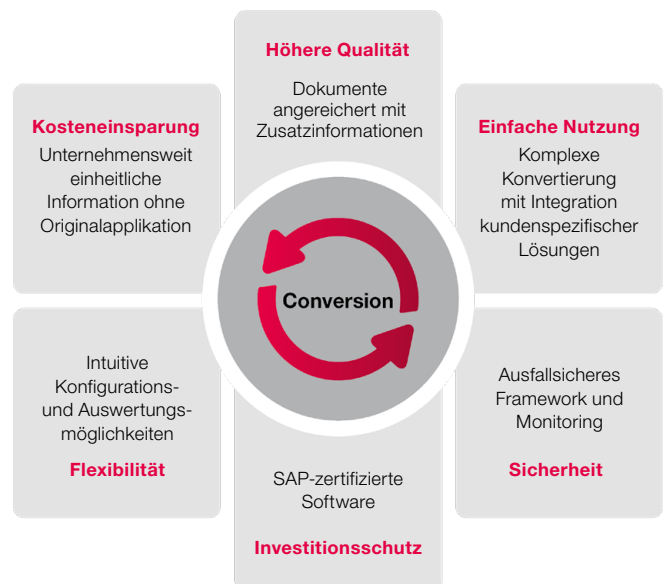 Höhere Qualität
Dokumente
angereichert mit
Zusatzinformationen
Kosteneinsparung
Unternehmensweit
einheitliche
Information ohne
Originalapplikation
Einfache Nutzung
Komplexe
Konvertierung
mit Integration
kundenspezifischer
Lösungen
Conversion
Intuitive
Konfigurations-
und Auswertungs-
möglichkeiten
Flexibilität
SAP-zertifizierte
Software
Investitionsschutz
Ausfallsicheres
Framework und
Monitoring
Sicherheit